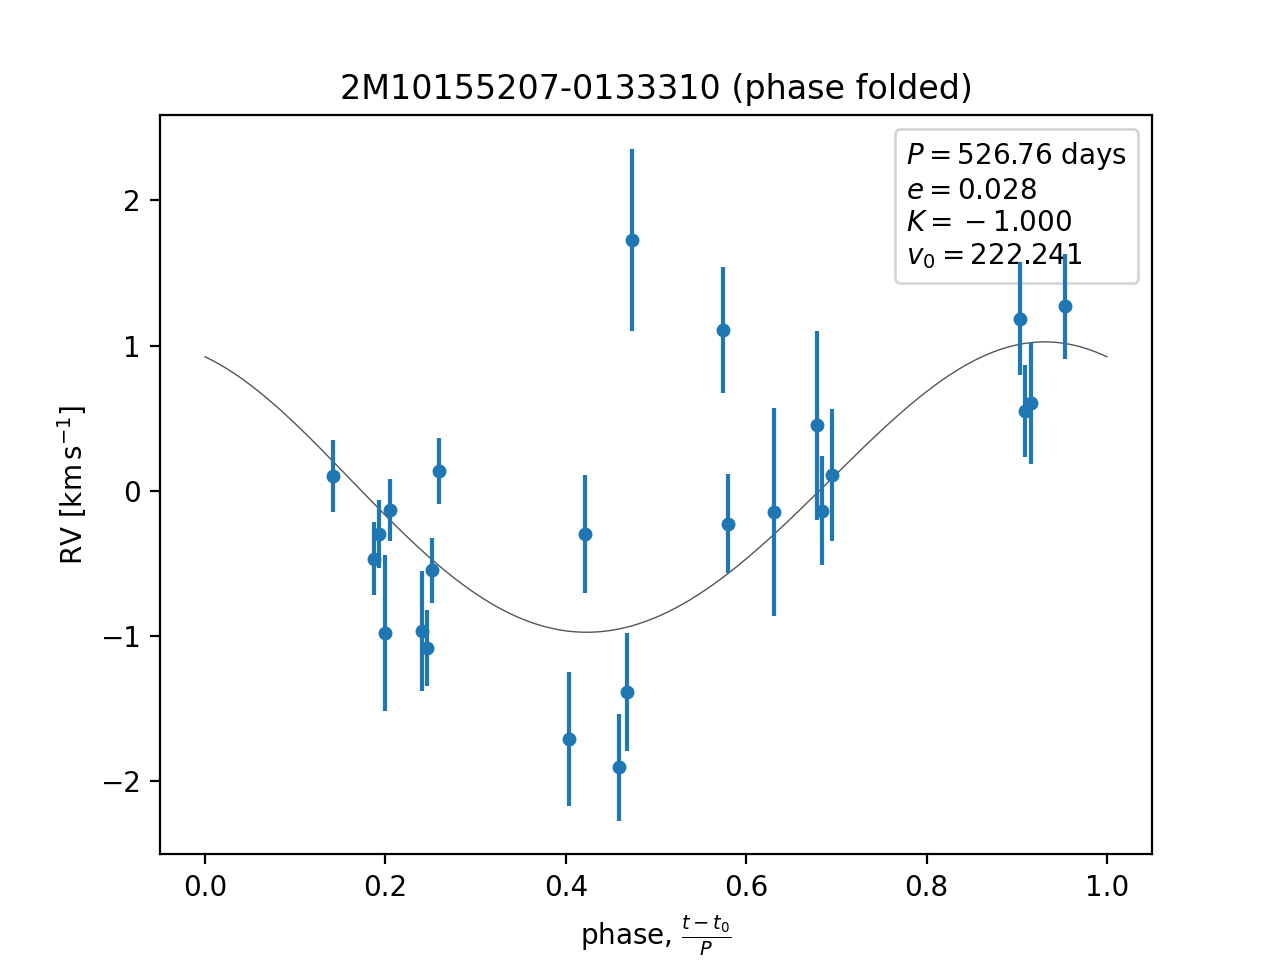 2M10155207-0133310 (phase folded)
P = 526.76 days
e = 0.028
K = −1.000
v₀ = 222.241
2
1
0
−1
−2
RV [km s⁻¹]
0.0 0.2 0.4 0.6 0.8 1.0
phase, (t − t₀)/P